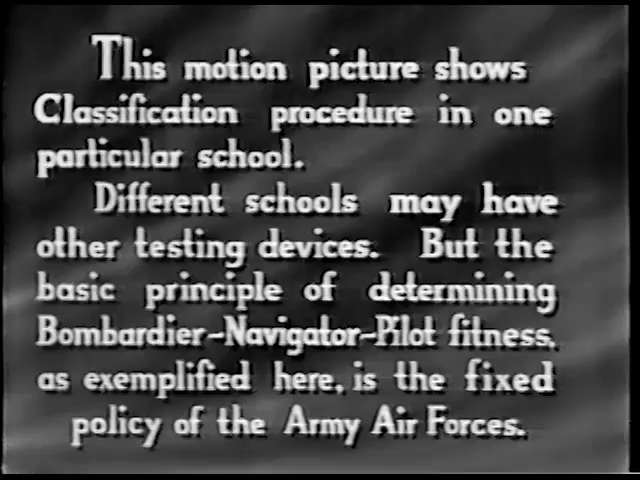 This motion picture shows
Classification procedure in one
particular school.
Different schools may have
other testing devices. But the
basic principle of determining
Bombardier-Navigator-Pilot fitness,
as exemplified here, is the fixed
policy of the Army Air Forces.